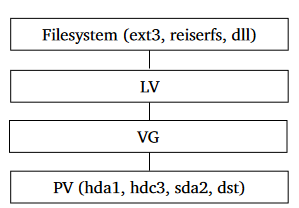 Filesystem (ext3, reiserfs, dll)
LV
VG
PV (hda1, hdc3, sda2, dst)